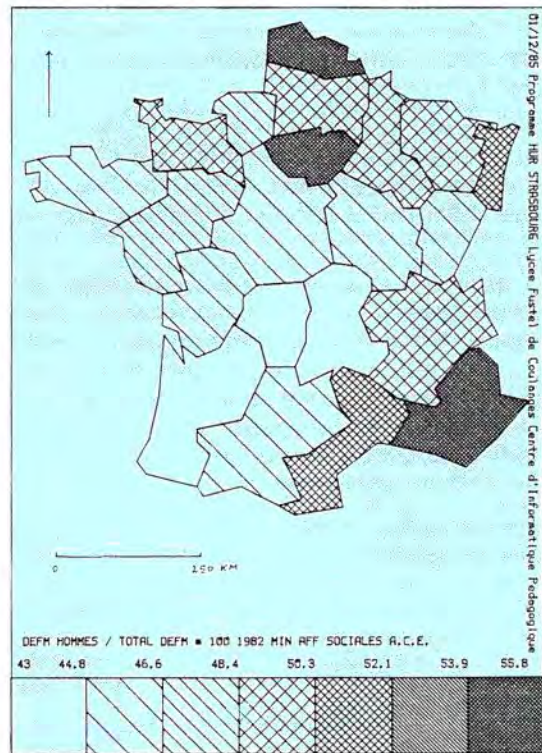 01/12/85 Programme HUR STRASBOURG Lycee Fustel de Coulanges Centre d'Informatique Pedagogique
0 250 KM
DEFM HOMMES / TOTAL DEFM * 100 1982 MIN AFF SOCIALES A.C.E.
43 44.8 46.6 48.4 50.3 52.1 53.9 55.8